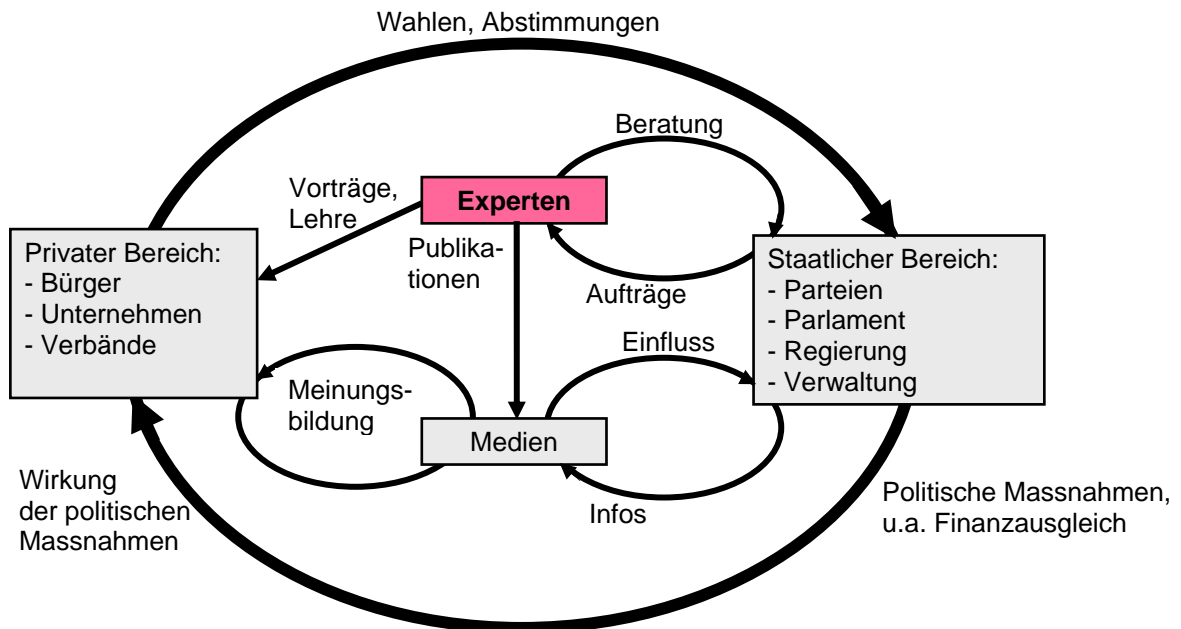 Wahlen, Abstimmungen
Beratung
Vorträge,
Lehre
Experten
Publika-
tionen
Aufträge
Privater Bereich:
- Bürger
- Unternehmen
- Verbände
Staatlicher Bereich:
- Parteien
- Parlament
- Regierung
- Verwaltung
Einfluss
Meinungs-
bildung
Medien
Infos
Wirkung
der politischen
Massnahmen
Politische Massnahmen,
u.a. Finanzausgleich